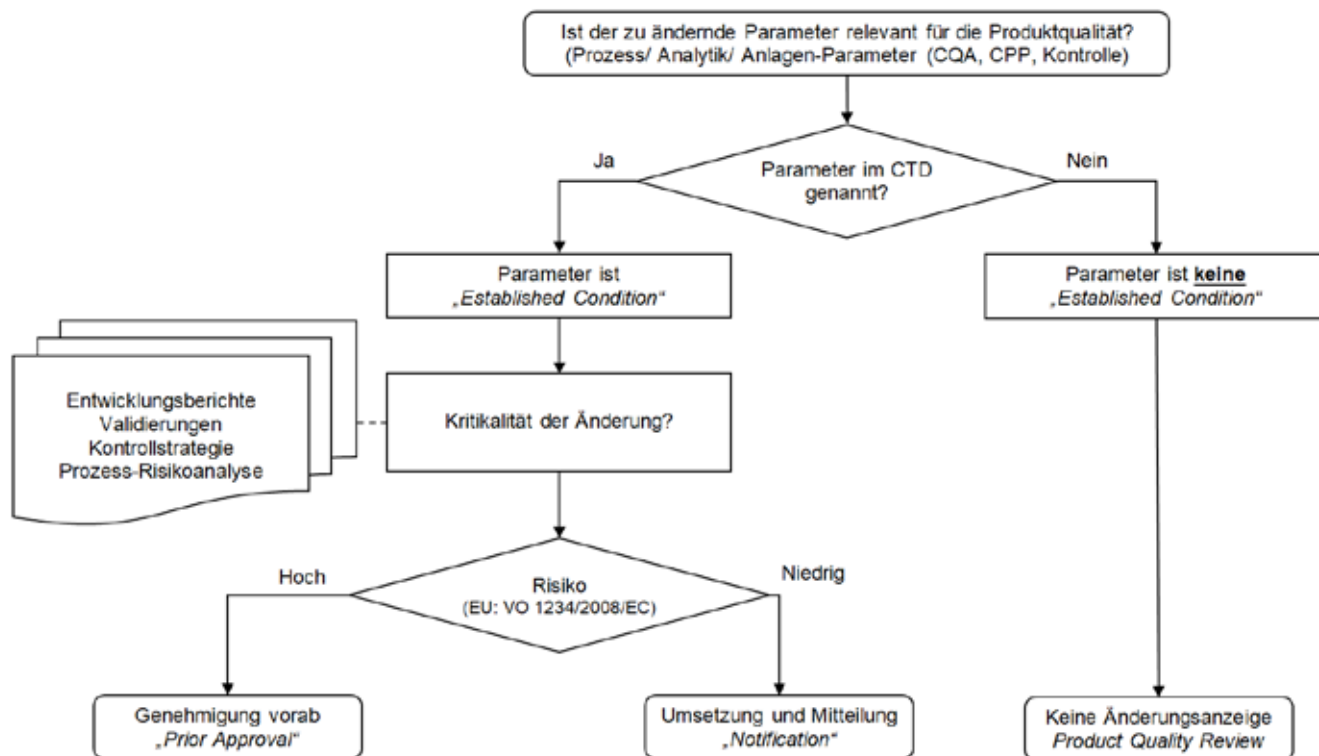 Ist der zu ändernde Parameter relevant für die Produktqualität?
(Prozess/ Analytik/ Anlagen-Parameter (CQA, CPP, Kontrolle)
Ja
Parameter im CTD
genannt?
Nein
Parameter ist
„Established Condition“
Parameter ist keine
„Established Condition“
Entwicklungsberichte
Validierungen
Kontrollstrategie
Prozess-Risikoanalyse
Kritikalität der Änderung?
Hoch
Risiko
(EU: VO 1234/2008/EC)
Niedrig
Genehmigung vorab
„Prior Approval“
Umsetzung und Mitteilung
„Notification“
Keine Änderungsanzeige
Product Quality Review